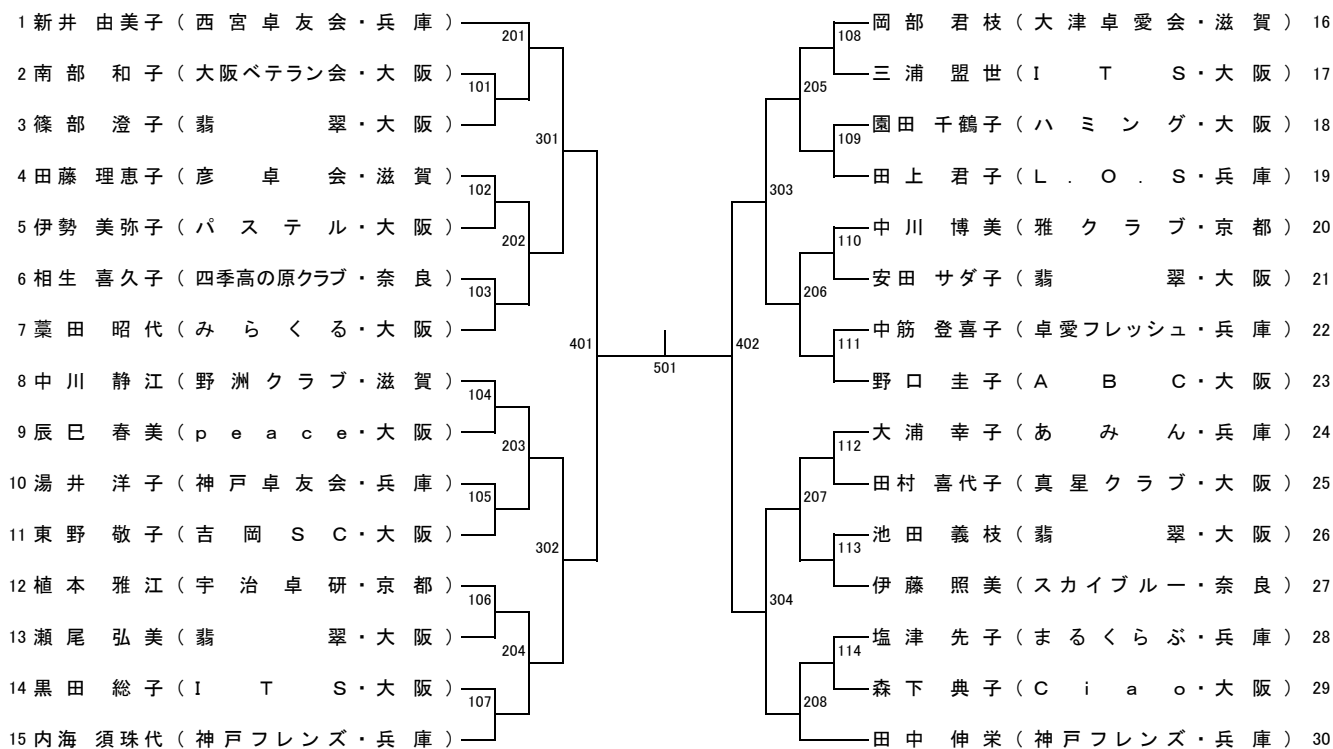 1 新井 由美子 ( 西宮卓友会・兵庫 )
2 南部 和子 ( 大阪ベテラン会・大阪 )
3 篠部 澄子 ( 翡翠・大阪 )
4 田藤 理恵子 ( 彦卓会・滋賀 )
5 伊勢 美弥子 ( パステル・大阪 )
6 相生 喜久子 ( 四季高の原クラブ・奈良 )
7 藁田 昭代 ( みらくる・大阪 )
8 中川 静江 ( 野洲クラブ・滋賀 )
9 辰巳 春美 ( peace・大阪 )
10 湯井 洋子 ( 神戸卓友会・兵庫 )
11 東野 敬子 ( 吉岡SC・大阪 )
12 植本 雅江 ( 宇治卓研・京都 )
13 瀬尾 弘美 ( 翡翠・大阪 )
14 黒田 総子 ( ITS・大阪 )
15 内海 須珠代 ( 神戸フレンズ・兵庫 )
101
102
103
104
105
106
107
201
202
203
204
301
302
401
501
402
303
304
205
206
207
208
108
109
110
111
112
113
114
岡部 君枝 ( 大津卓愛会・滋賀 ) 16
三浦 盟世 ( ITS・大阪 ) 17
園田 千鶴子 ( ハミング・大阪 ) 18
田上 君子 ( L.O.S・兵庫 ) 19
中川 博美 ( 雅クラブ・京都 ) 20
安田 サダ子 ( 翡翠・大阪 ) 21
中筋 登喜子 ( 卓愛フレッシュ・兵庫 ) 22
野口 圭子 ( ABC・大阪 ) 23
大浦 幸子 ( あみん・兵庫 ) 24
田村 喜代子 ( 真星クラブ・大阪 ) 25
池田 義枝 ( 翡翠・大阪 ) 26
伊藤 照美 ( スカイブルー・奈良 ) 27
塩津 先子 ( まるくらぶ・兵庫 ) 28
森下 典子 ( Ciao・大阪 ) 29
田中 伸栄 ( 神戸フレンズ・兵庫 ) 30